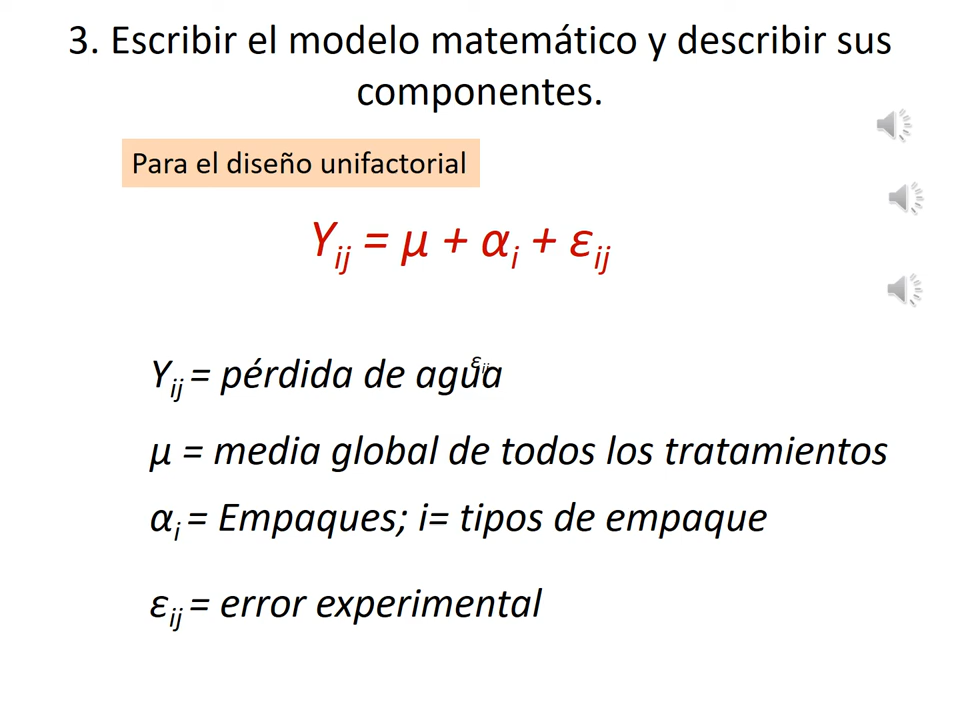 3. Escribir el modelo matemático y describir sus
componentes.
Para el diseño unifactorial
Yij = μ + αi + εij
εij
Yij = pérdida de agua
μ = media global de todos los tratamientos
αi = Empaques; i= tipos de empaque
εij = error experimental